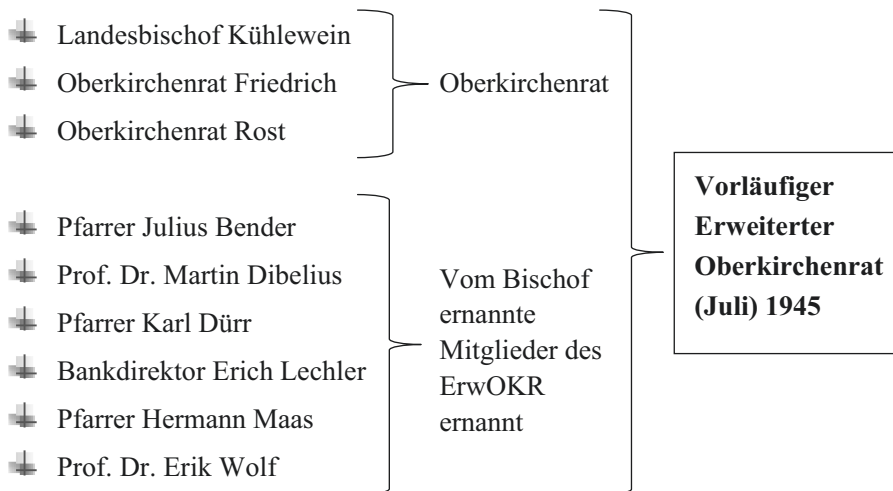 Landesbischof Kühlewein
Oberkirchenrat Friedrich
Oberkirchenrat Rost
Oberkirchenrat
Pfarrer Julius Bender
Prof. Dr. Martin Dibelius
Pfarrer Karl Dürr
Bankdirektor Erich Lechler
Pfarrer Hermann Maas
Prof. Dr. Erik Wolf
Vom Bischof
ernannte
Mitglieder des
ErwOKR
ernannt
Vorläufiger
Erweiterter
Oberkirchenrat
(Juli) 1945